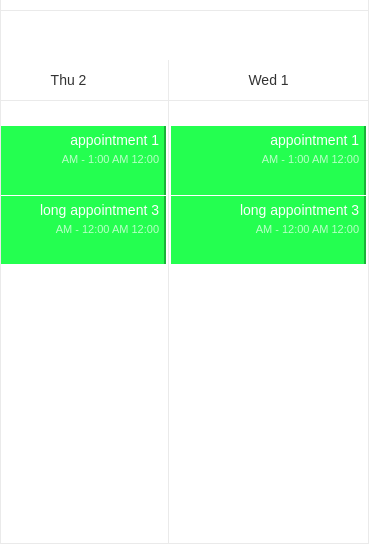 Thu 2
Wed 1
appointment 1
AM - 1:00 AM 12:00
long appointment 3
AM - 12:00 AM 12:00
appointment 1
AM - 1:00 AM 12:00
long appointment 3
AM - 12:00 AM 12:00